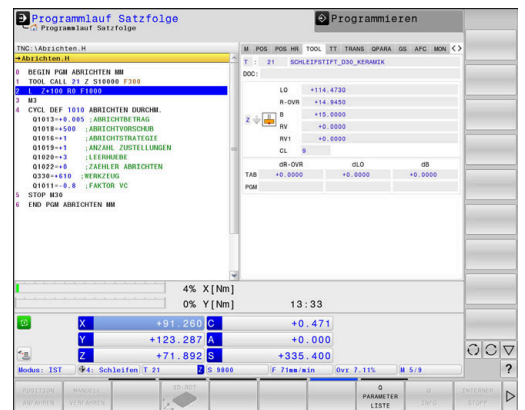 Programmlauf Satzfolge
Programmlauf Satzfolge
Programmieren
TNC:\Abrichten.H
→Abrichten.H
0 BEGIN PGM ABRICHTEN MM
1 TOOL CALL 21 Z S10000 F300
2 L Z+100 R0 F1000
3 M3
4 CYCL DEF 1010 ABRICHTEN DURCHM.
Q1013=+0.005 ;ABRICHTBETRAG
Q1018=+500 ;ABRICHTVORSCHUB
Q1016=+1 ;ABRICHTSTRATEGIE
Q1019=+1 ;ANZAHL ZUSTELLUNGEN
Q1020=+3 ;LEERHUEBE
Q1022=+0 ;ZAEHLER ABRICHTEN
Q330=+610 ;WERKZEUG
Q1011=-0.8 ;FAKTOR VC
5 STOP M30
6 END PGM ABRICHTEN MM
M POS POS HR TOOL TT TRANS QPARA GS AFC MON
T : 21 SCHLEIFSTIFT_D30_KERAMIK
DOC:
LO +114.4730
R-OVR +14.9450
B +15.0000
RV +0.0000
RV1 +0.0000
CL 9
Z
dR-OVR dLO dB
TAB +0.0000 +0.0000 +0.0000
PGM
4% X[Nm]
0% Y[Nm] 13:33
X +91.260 C +0.471
Y +123.287 A +0.000
Z +71.892 S +335.400
Modus: IST 4: Schleifen T 21 Z S 9000 F 71mm/min Ovr 7.11% M 5/9
POSITION ANFAHREN
MANUELL VERFAHREN
3D-ROT
Q PARAMETER LISTE
Q INFO
INTERNER STOPP
?